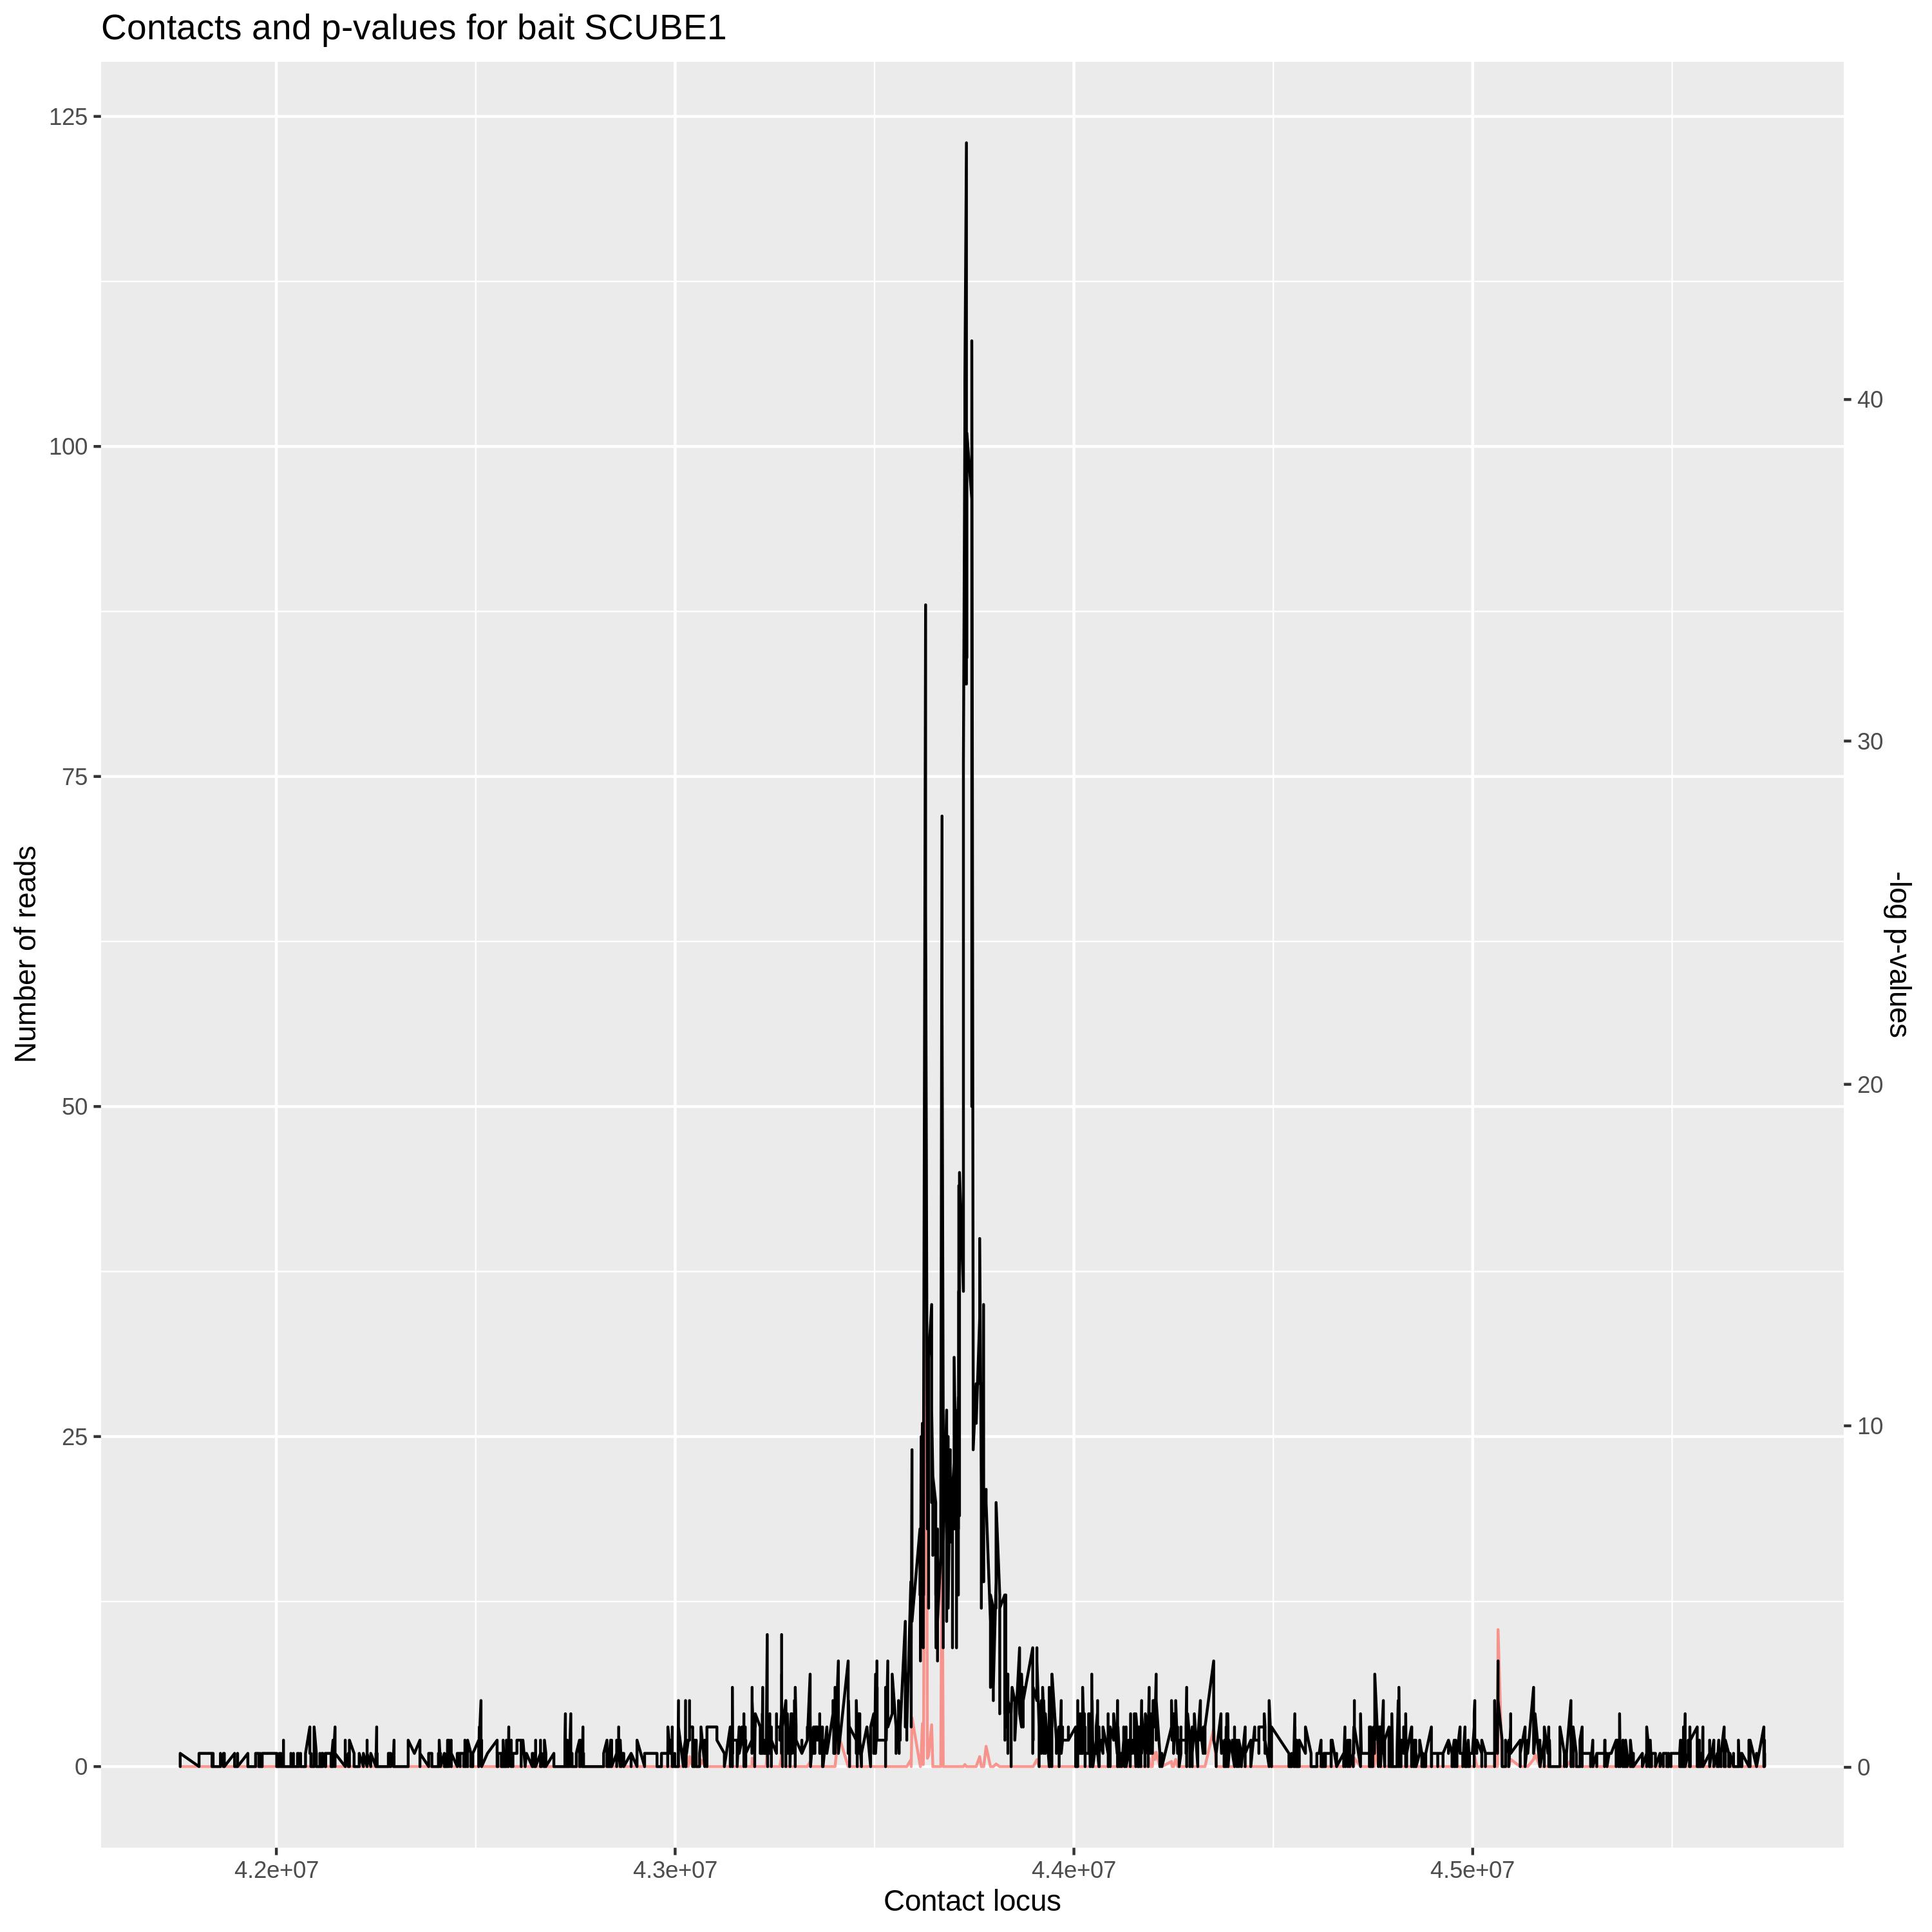 Contacts and p-values for bait SCUBE1
125
100
75
50
25
0
Number of reads
40
30
20
10
0
-log p-values
4.2e+07
4.3e+07
4.4e+07
4.5e+07
Contact locus